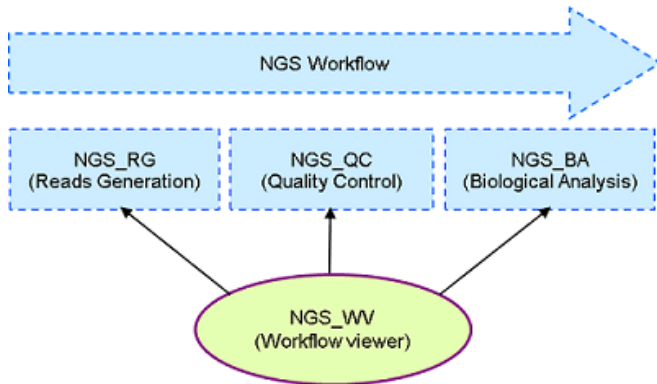 NGS Workflow
NGS_RG
(Reads Generation)
NGS_QC
(Quality Control)
NGS_BA
(Biological Analysis)
NGS_WV
(Workflow viewer)